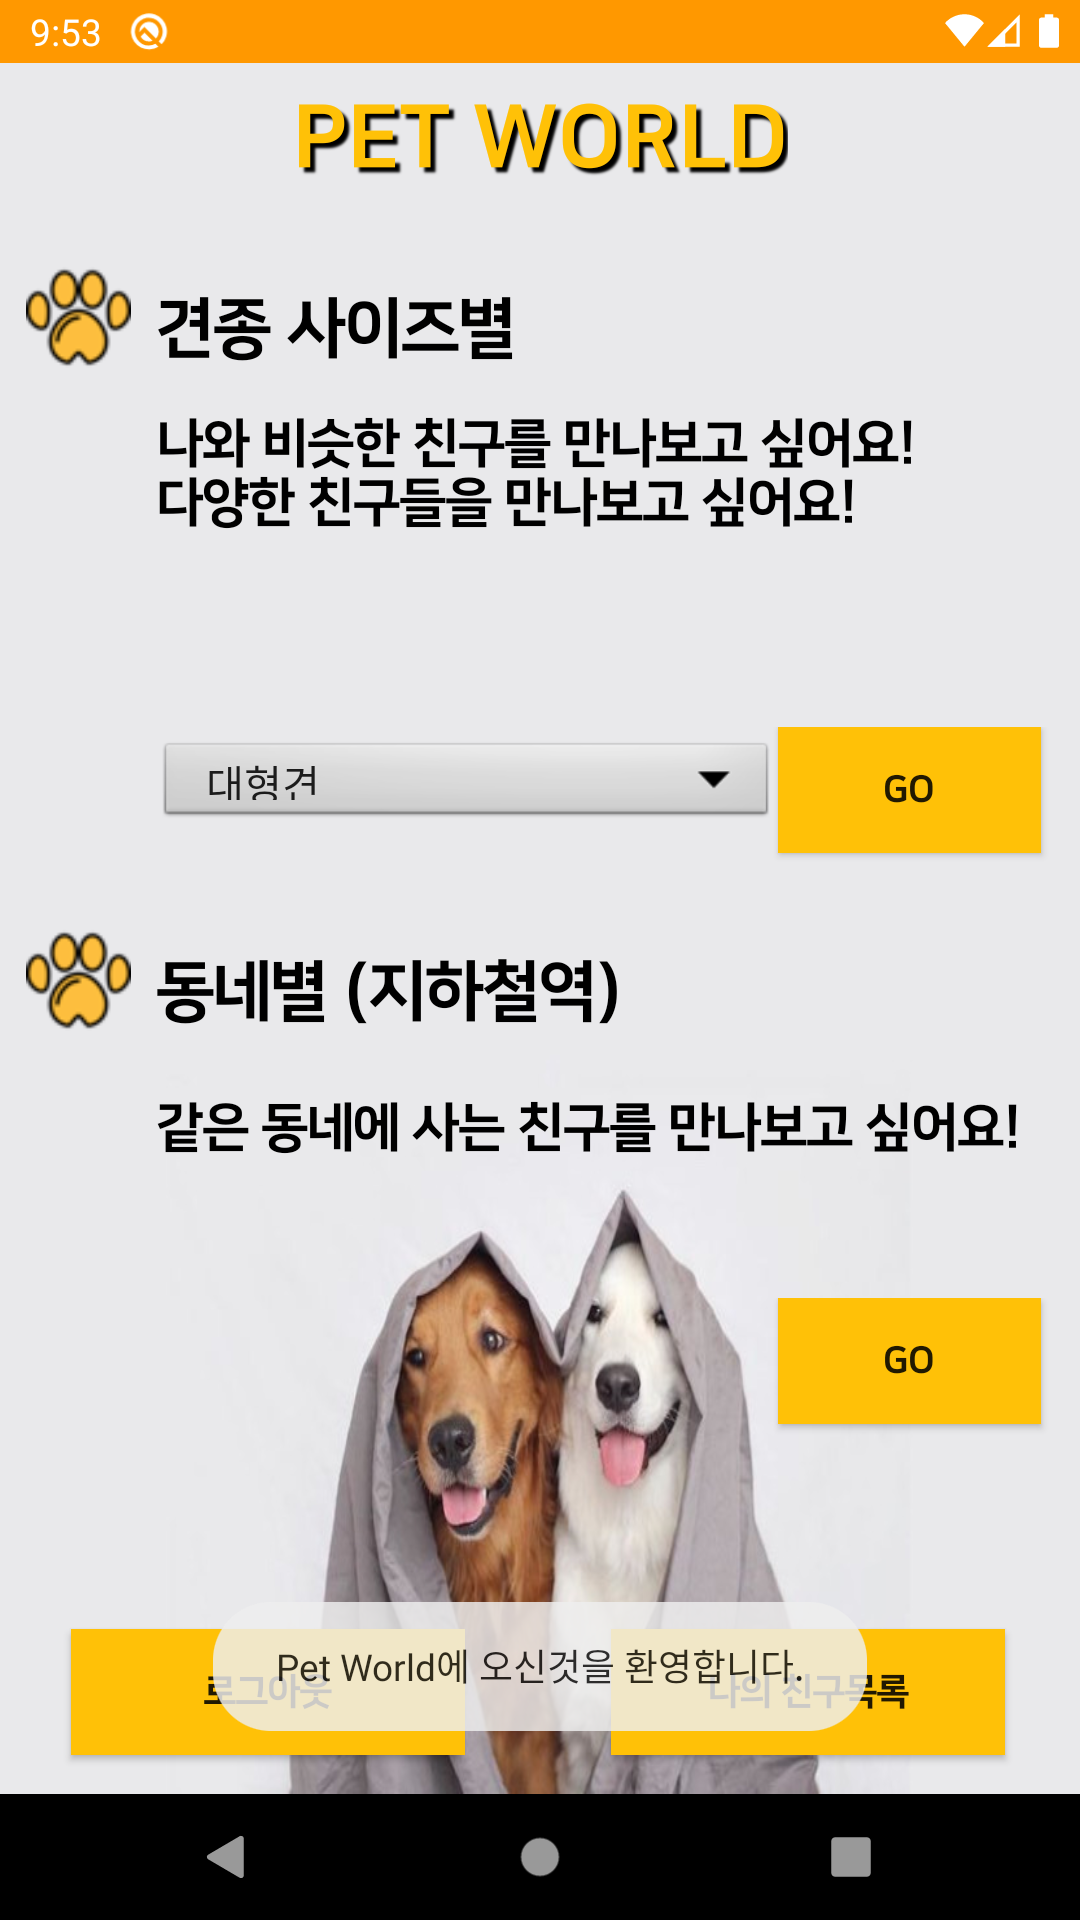 9:53
PET WORLD
견종 사이즈별
나와 비슷한 친구를 만나보고 싶어요!
다양한 친구들을 만나보고 싶어요!
대형견
GO
동네별 (지하철역)
같은 동네에 사는 친구를 만나보고 싶어요!
GO
Pet World에 오신것을 환영합니다.
로그아웃
나의 친구목록